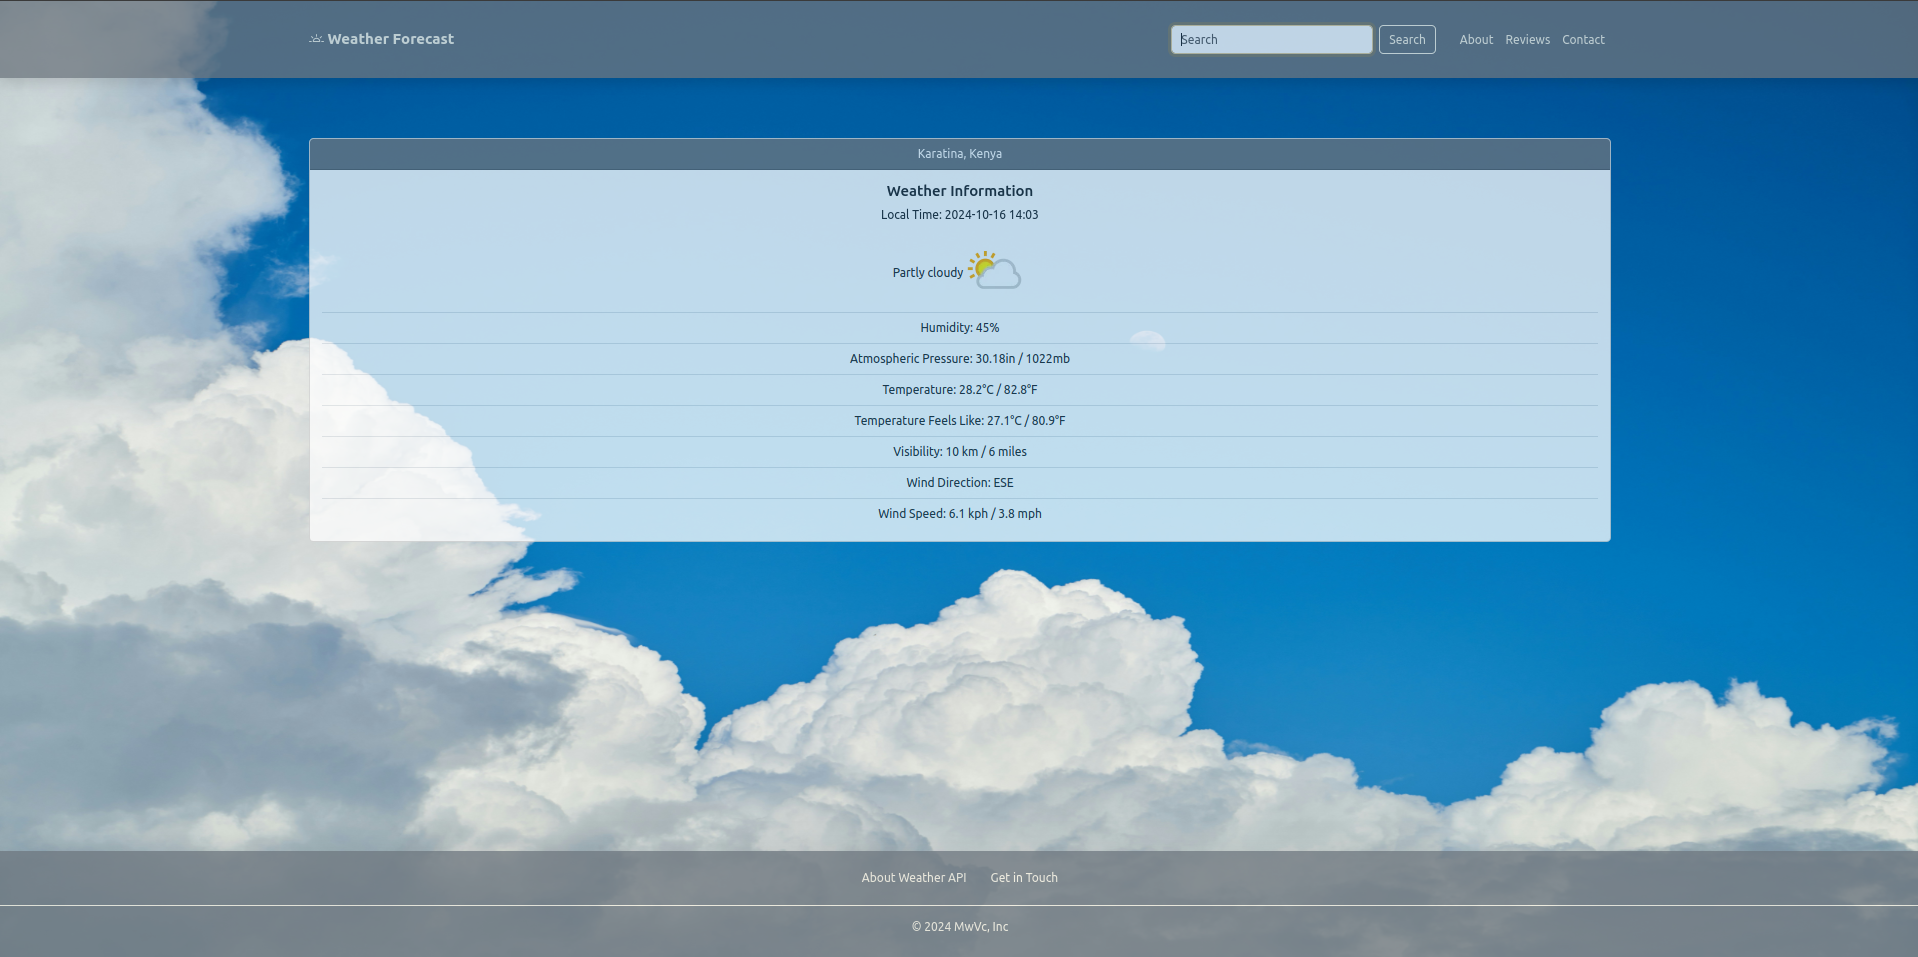 Weather Forecast
Search
Search
About
Reviews
Contact
Karatina, Kenya
Weather Information
Local Time: 2024-10-16 14:03
Partly cloudy
Humidity: 45%
Atmospheric Pressure: 30.18in / 1022mb
Temperature: 28.2°C / 82.8°F
Temperature Feels Like: 27.1°C / 80.9°F
Visibility: 10 km / 6 miles
Wind Direction: ESE
Wind Speed: 6.1 kph / 3.8 mph
About Weather API
Get in Touch
© 2024 MwVc, Inc